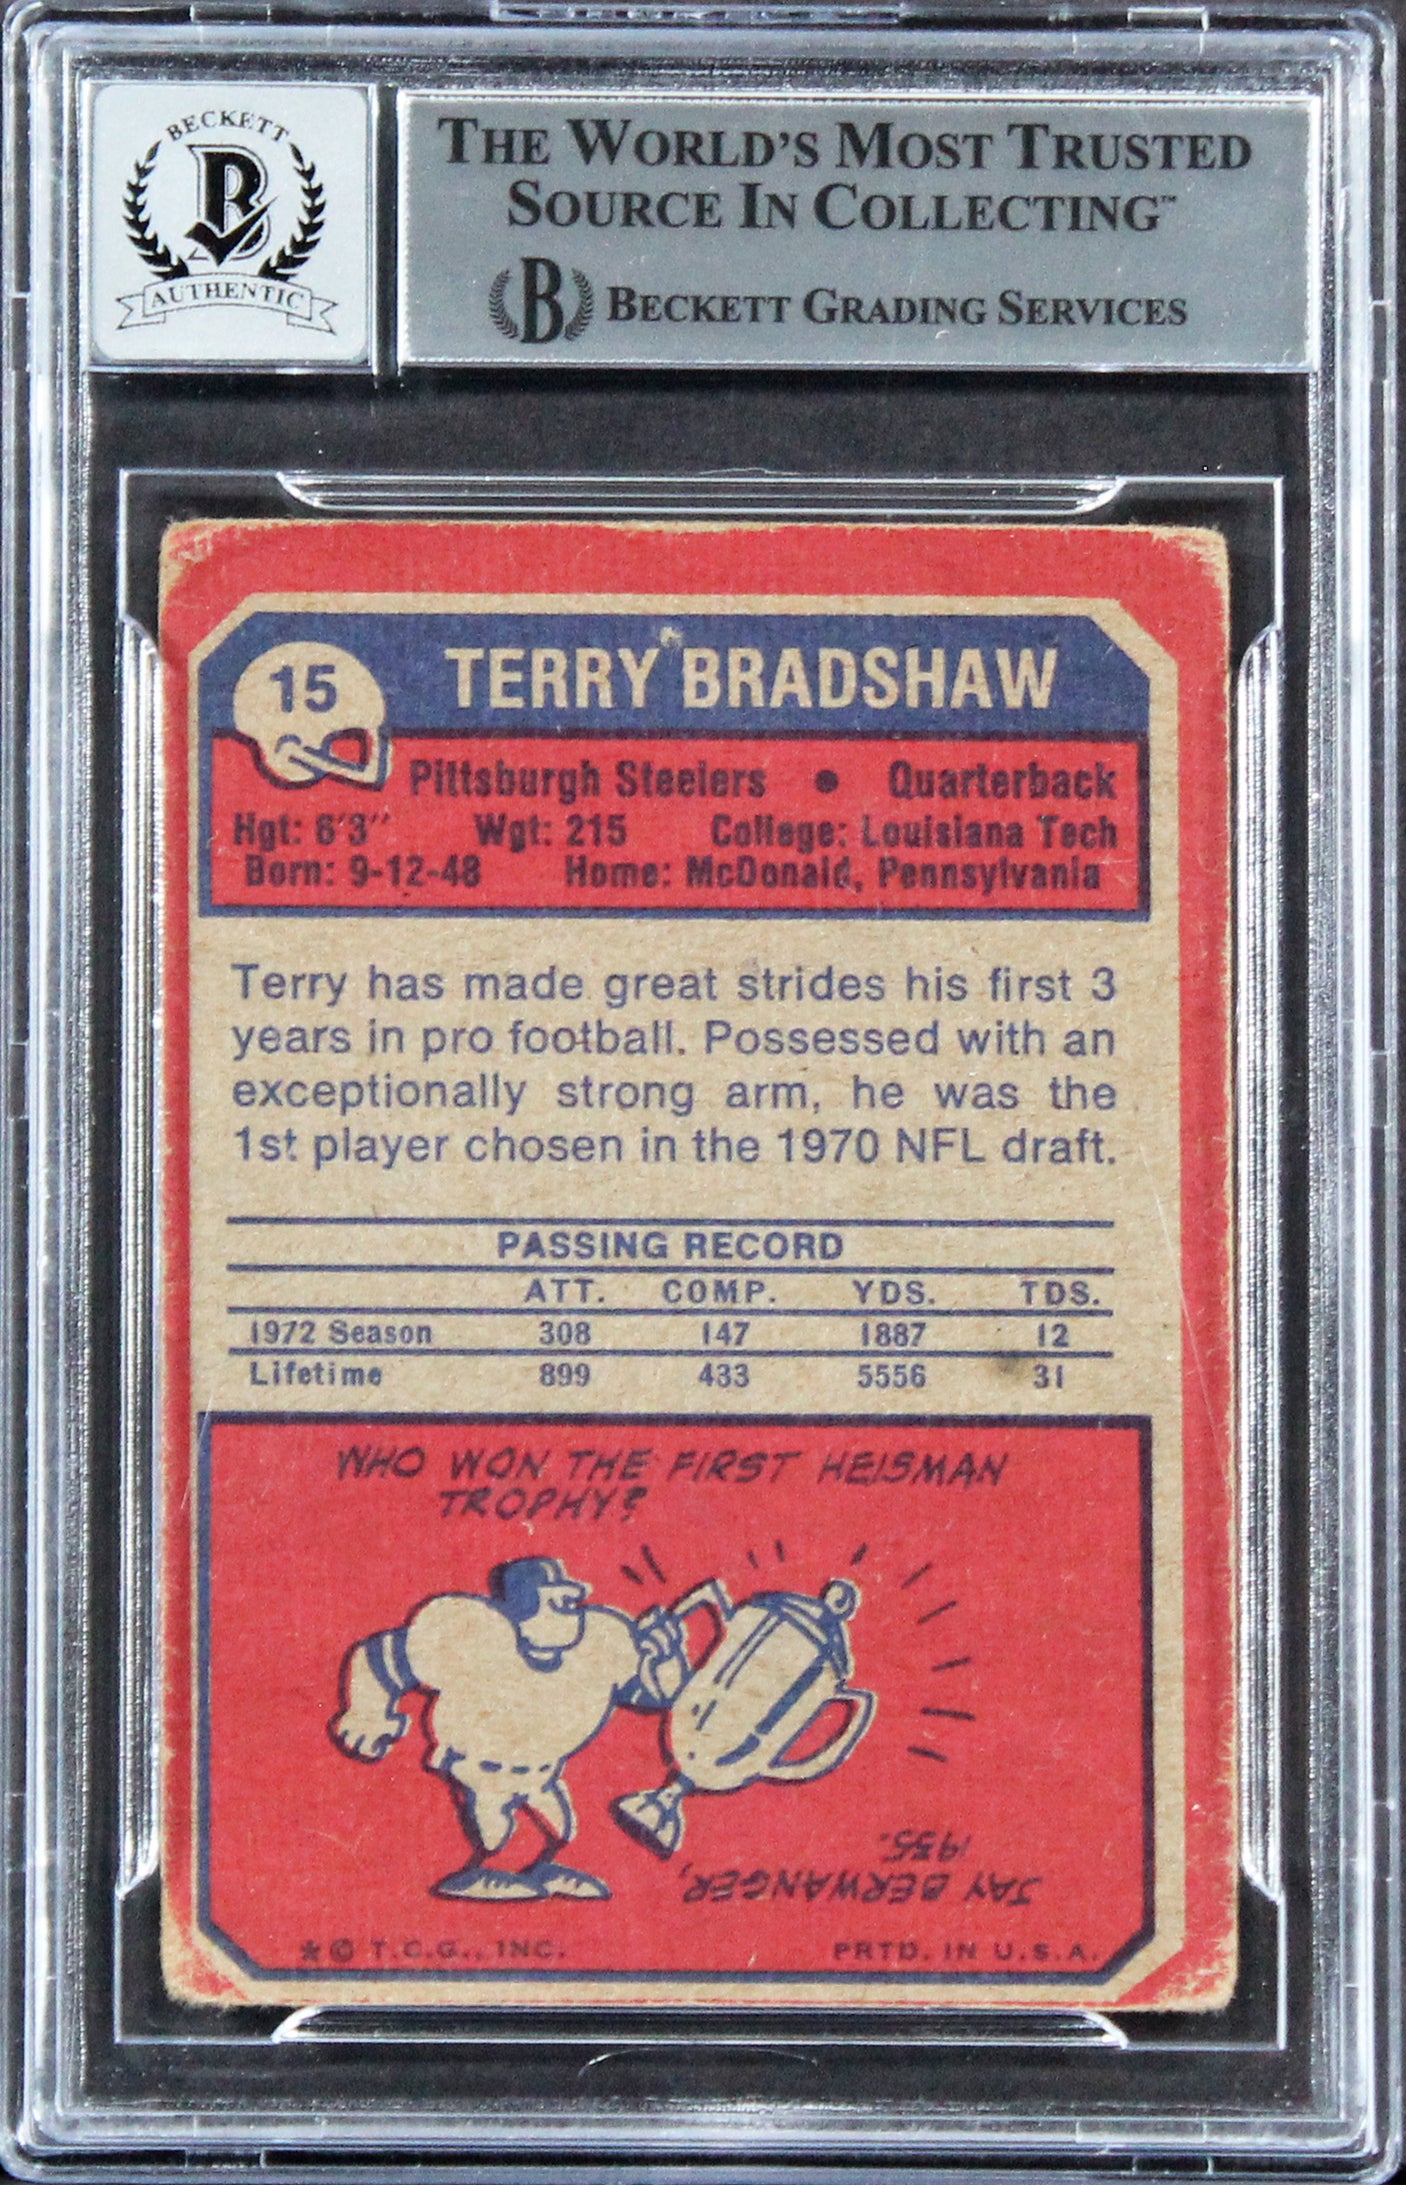 BECKETT
B
AUTHENTIC
THE WORLD'S MOST TRUSTED
SOURCE IN COLLECTING™
B BECKETT GRADING SERVICES
15
TERRY BRADSHAW
Pittsburgh Steelers • Quarterback
Hgt: 6'3" Wgt: 215 College: Louisiana Tech
Born: 9-12-48 Home: McDonald, Pennsylvania
Terry has made great strides his first 3
years in pro football. Possessed with an
exceptionally strong arm, he was the
1st player chosen in the 1970 NFL draft.
PASSING RECORD
ATT. COMP. YDS. TDS.
1972 Season 308 147 1887 12
Lifetime 899 433 5556 31
WHO WON THE FIRST HEISMAN
TROPHY?
JAY BERWANGER,
1935.
* © T.C.G., INC. PRTD. IN U.S.A.